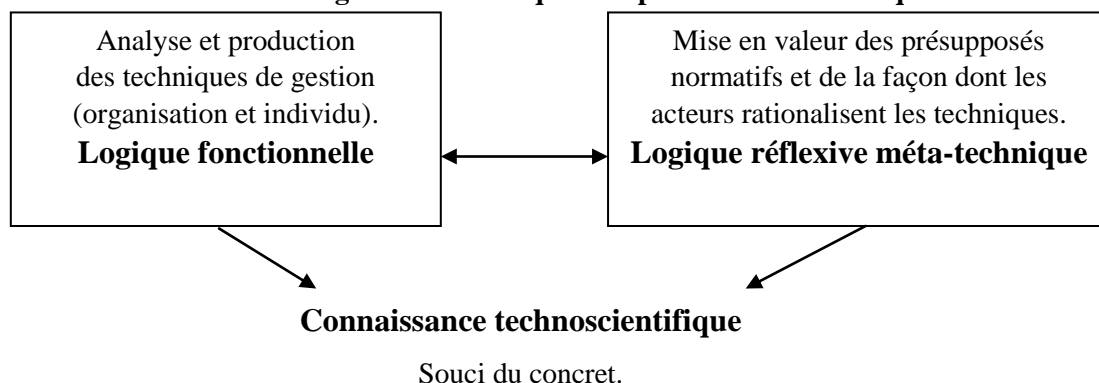 Analyse et production
des techniques de gestion
(organisation et individu).
Logique fonctionnelle
Mise en valeur des présupposés
normatifs et de la façon dont les
acteurs rationalisent les techniques.
Logique réflexive méta-technique
Connaissance technoscientifique
Souci du concret.